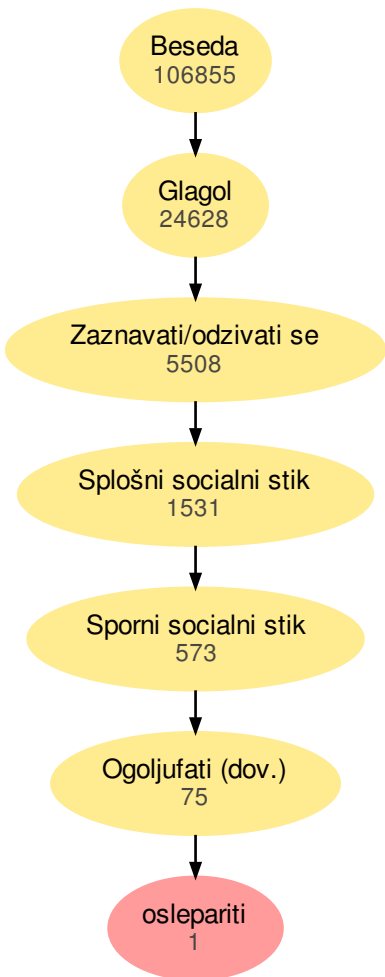 Beseda
106855
Glagol
24628
Zaznavati/odzivati se
5508
Splošni socialni stik
1531
Sporni socialni stik
573
Ogoljufati (dov.)
75
oslepariti
1